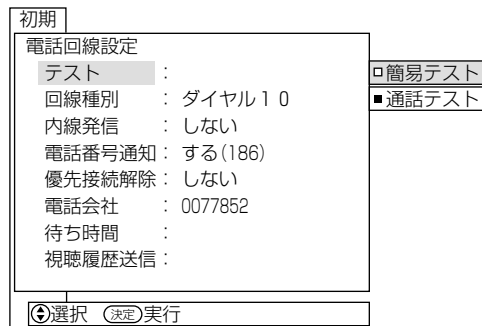 初期
電話回線設定
テスト :
回線種別 : ダイヤル10
内線発信 : しない
電話番号通知 : する(186)
優先接続解除 : しない
電話会社 : 0077852
待ち時間 :
視聴履歴送信 :
□簡易テスト
■通話テスト
選択 決定 実行